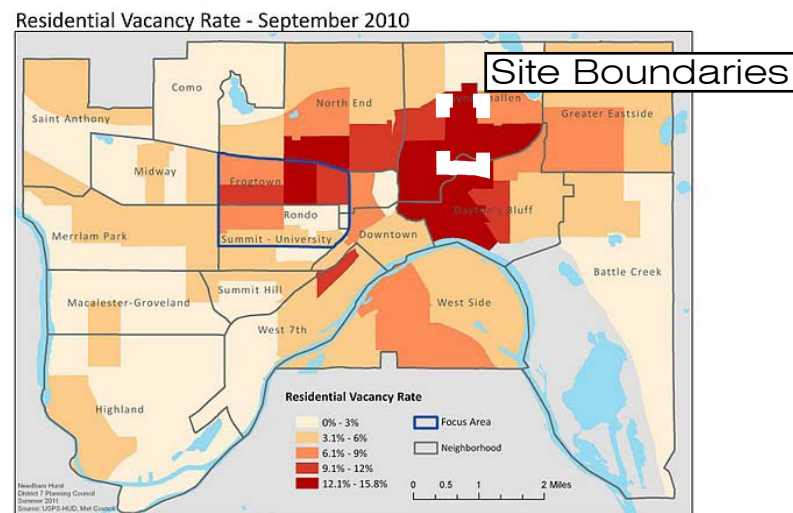 Residential Vacancy Rate - September 2010
Site Boundaries
Como
North End
Saint Anthony
Greater Eastside
Midway
Frogtown
Rondo
Dayton's Bluff
Merriam Park
Summit - University
Downtown
Battle Creek
Summit Hill
Macalester-Groveland
West Side
West 7th
Highland
Residential Vacancy Rate
0% - 3%
3.1% - 6%
6.1% - 9%
9.1% - 12%
12.1% - 15.8%
Focus Area
Neighborhood
0 0.5 1 2 Miles
Needham Hurst
District 7 Planning Council
Summer 2011
Source: USPS-HUD, Met Council